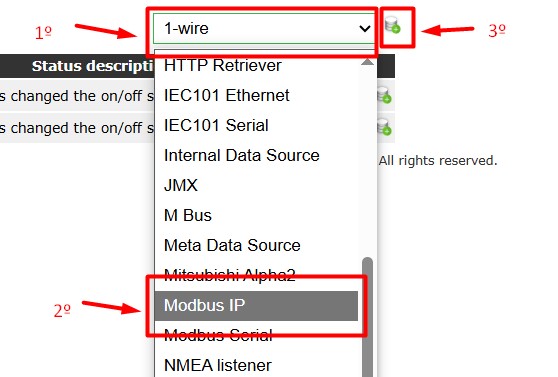 1º
1-wire
3º
Status descripti
HTTP Retriever
s changed the on/off s
IEC101 Ethernet
s changed the on/off s
IEC101 Serial
Internal Data Source
All rights reserved.
JMX
M Bus
Meta Data Source
Mitsubishi Alpha2
2º
Modbus IP
Modbus Serial
NMEA listener